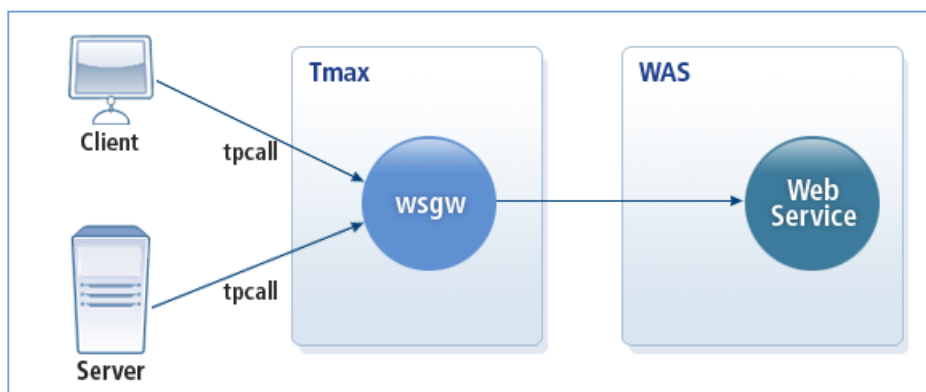 Tmax
WAS
Client
tpcall
wsgw
Web
Service
tpcall
Server